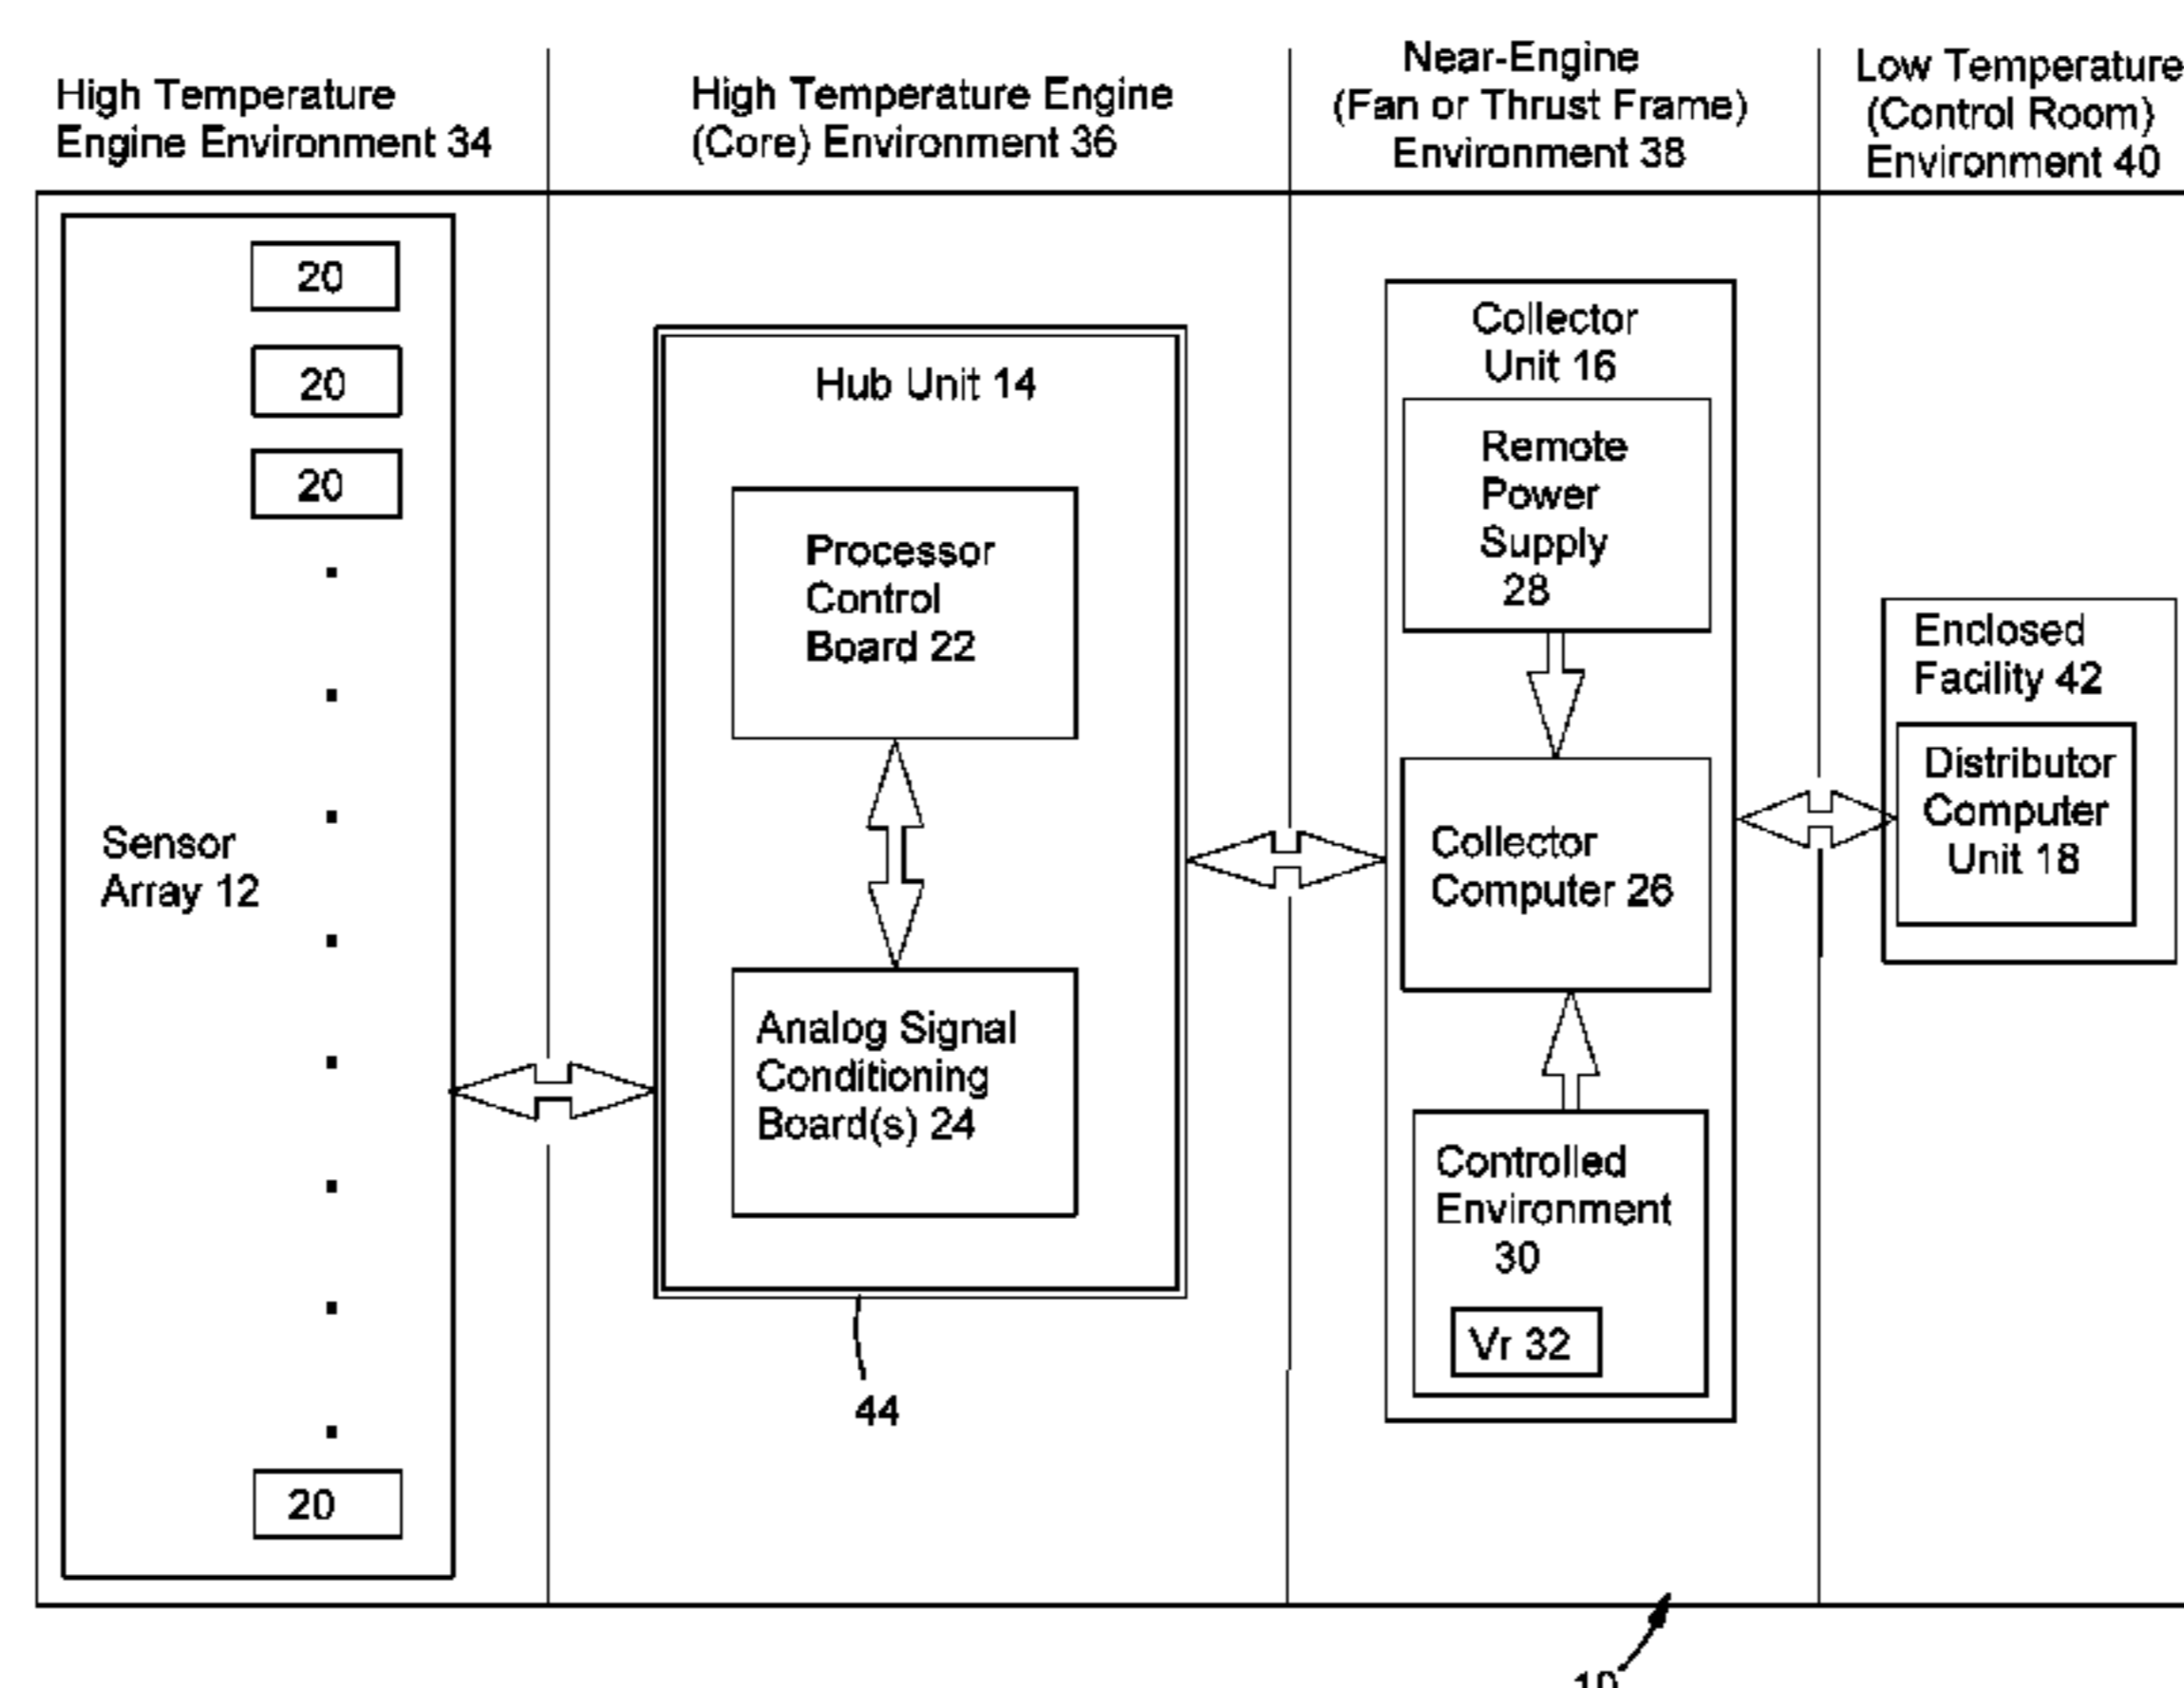 High Temperature
Engine Environment 34
High Temperature Engine
(Core) Environment 36
Near-Engine
(Fan or Thrust Frame)
Environment 38
Low Temperature
(Control Room)
Environment 40
20
20
20
Sensor
Array 12
20
Hub Unit 14
Processor
Control
Board 22
Analog Signal
Conditioning
Board(s) 24
44
Collector
Unit 16
Remote
Power
Supply
28
Collector
Computer 26
Controlled
Environment
30
Vr 32
Enclosed
Facility 42
Distributor
Computer
Unit 18
10